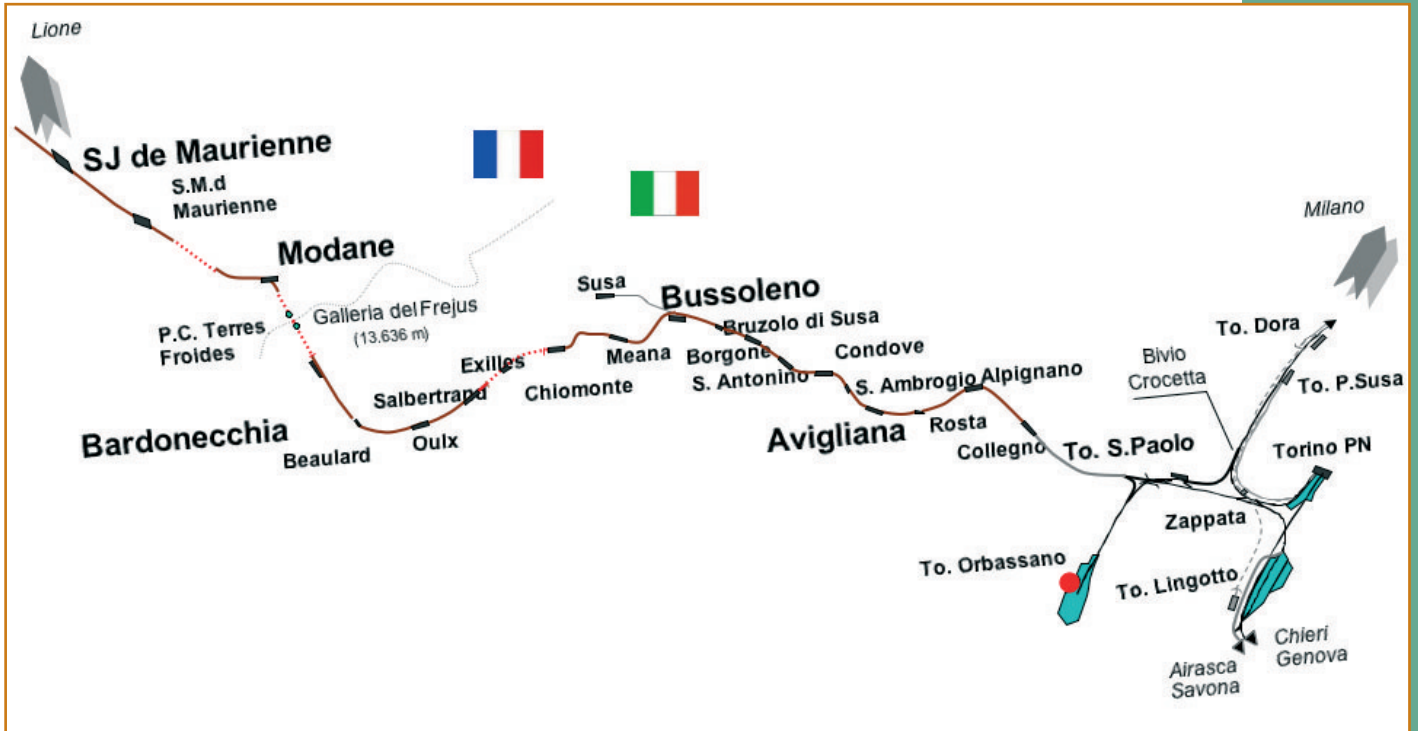 Lione
SJ de Maurienne
S.M.d
Maurienne
Modane
Galleria del Frejus
(13.636 m)
P.C. Terres
Froides
Bardonecchia
Beaulard
Oulx
Salbertrand
Exilles
Chiomonte
Meana
Susa
Bussoleno
Bruzolo di Susa
Borgone
S. Antonino
Condove
S. Ambrogio
Avigliana
Rosta
Alpignano
Collegno
To. S.Paolo
To. Orbassano
Bivio
Crocetta
Milano
To. Dora
To. P.Susa
Torino PN
Zappata
To. Lingotto
Chieri
Genova
Airasca
Savona